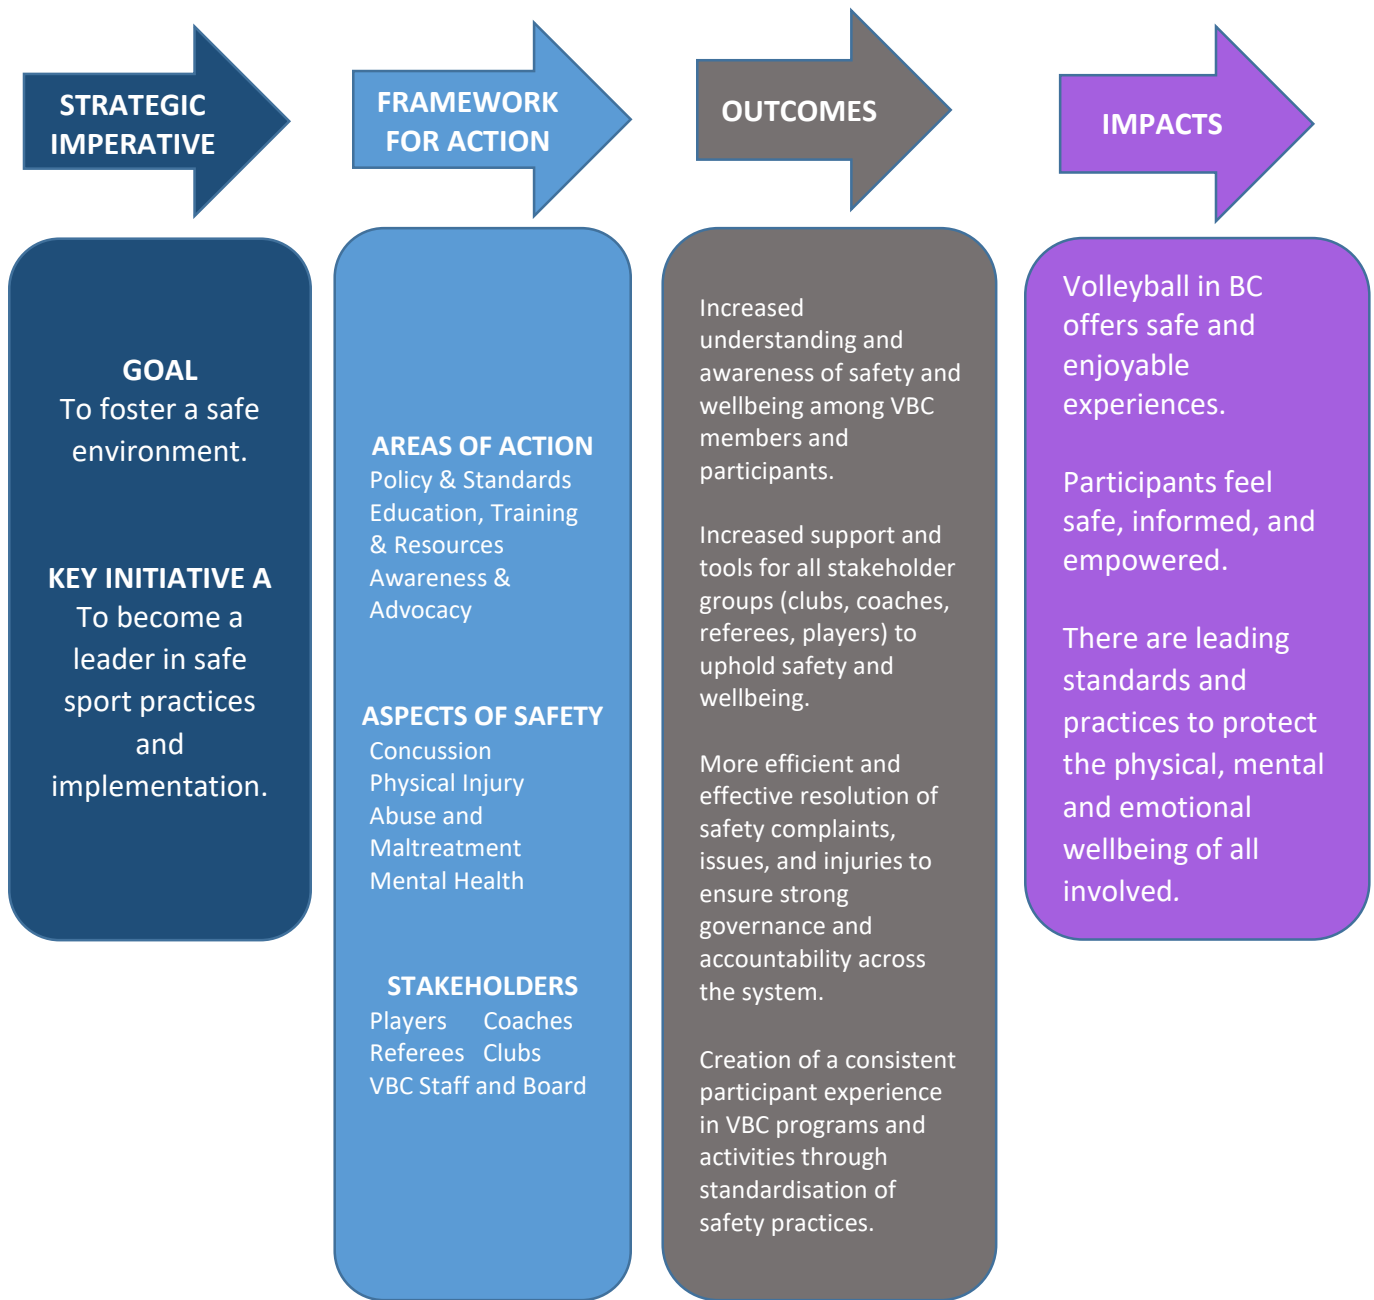 STRATEGIC
IMPERATIVE
FRAMEWORK
FOR ACTION
OUTCOMES
IMPACTS
GOAL
To foster a safe
environment.
KEY INITIATIVE A
To become a
leader in safe
sport practices
and
implementation.
AREAS OF ACTION
Policy & Standards
Education, Training
& Resources
Awareness &
Advocacy
ASPECTS OF SAFETY
Concussion
Physical Injury
Abuse and
Maltreatment
Mental Health
STAKEHOLDERS
Players Coaches
Referees Clubs
VBC Staff and Board
Increased
understanding and
awareness of safety and
wellbeing among VBC
members and
participants.
Increased support and
tools for all stakeholder
groups (clubs, coaches,
referees, players) to
uphold safety and
wellbeing.
More efficient and
effective resolution of
safety complaints,
issues, and injuries to
ensure strong
governance and
accountability across
the system.
Creation of a consistent
participant experience
in VBC programs and
activities through
standardisation of
safety practices.
Volleyball in BC
offers safe and
enjoyable
experiences.
Participants feel
safe, informed, and
empowered.
There are leading
standards and
practices to protect
the physical, mental
and emotional
wellbeing of all
involved.